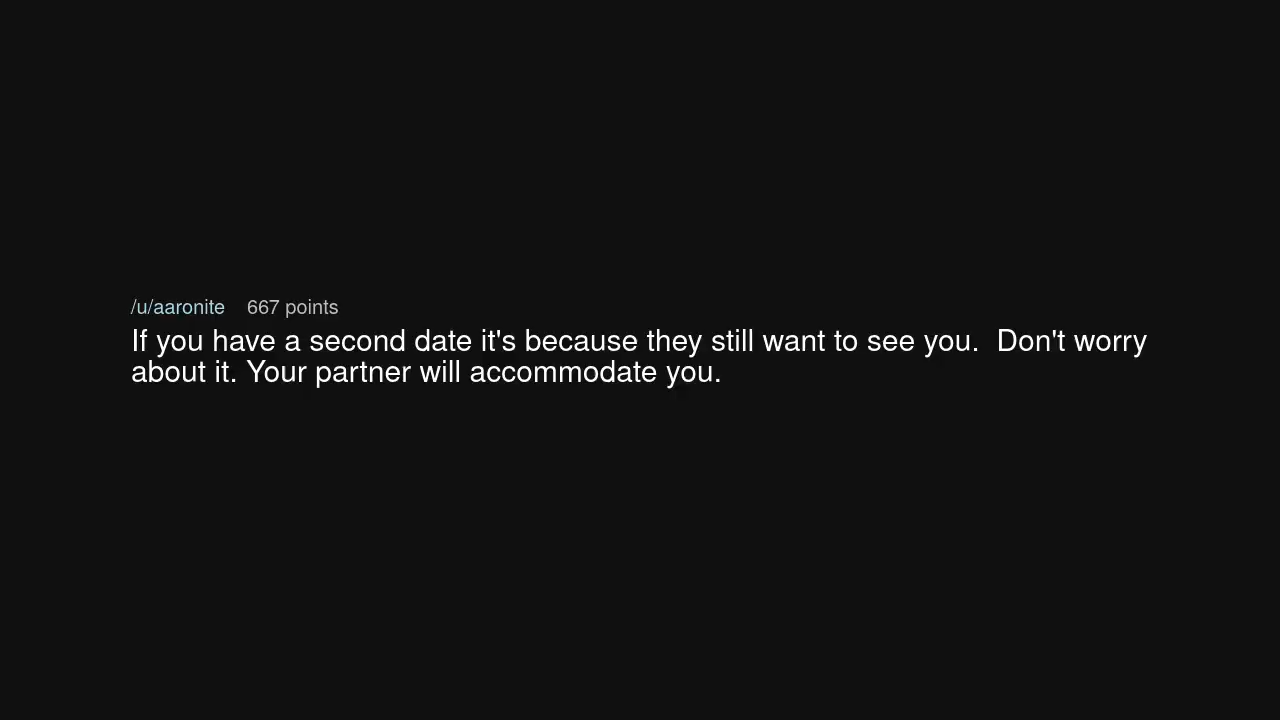 /u/aaronite 667 points
If you have a second date it's because they still want to see you.  Don't worry
about it. Your partner will accommodate you.